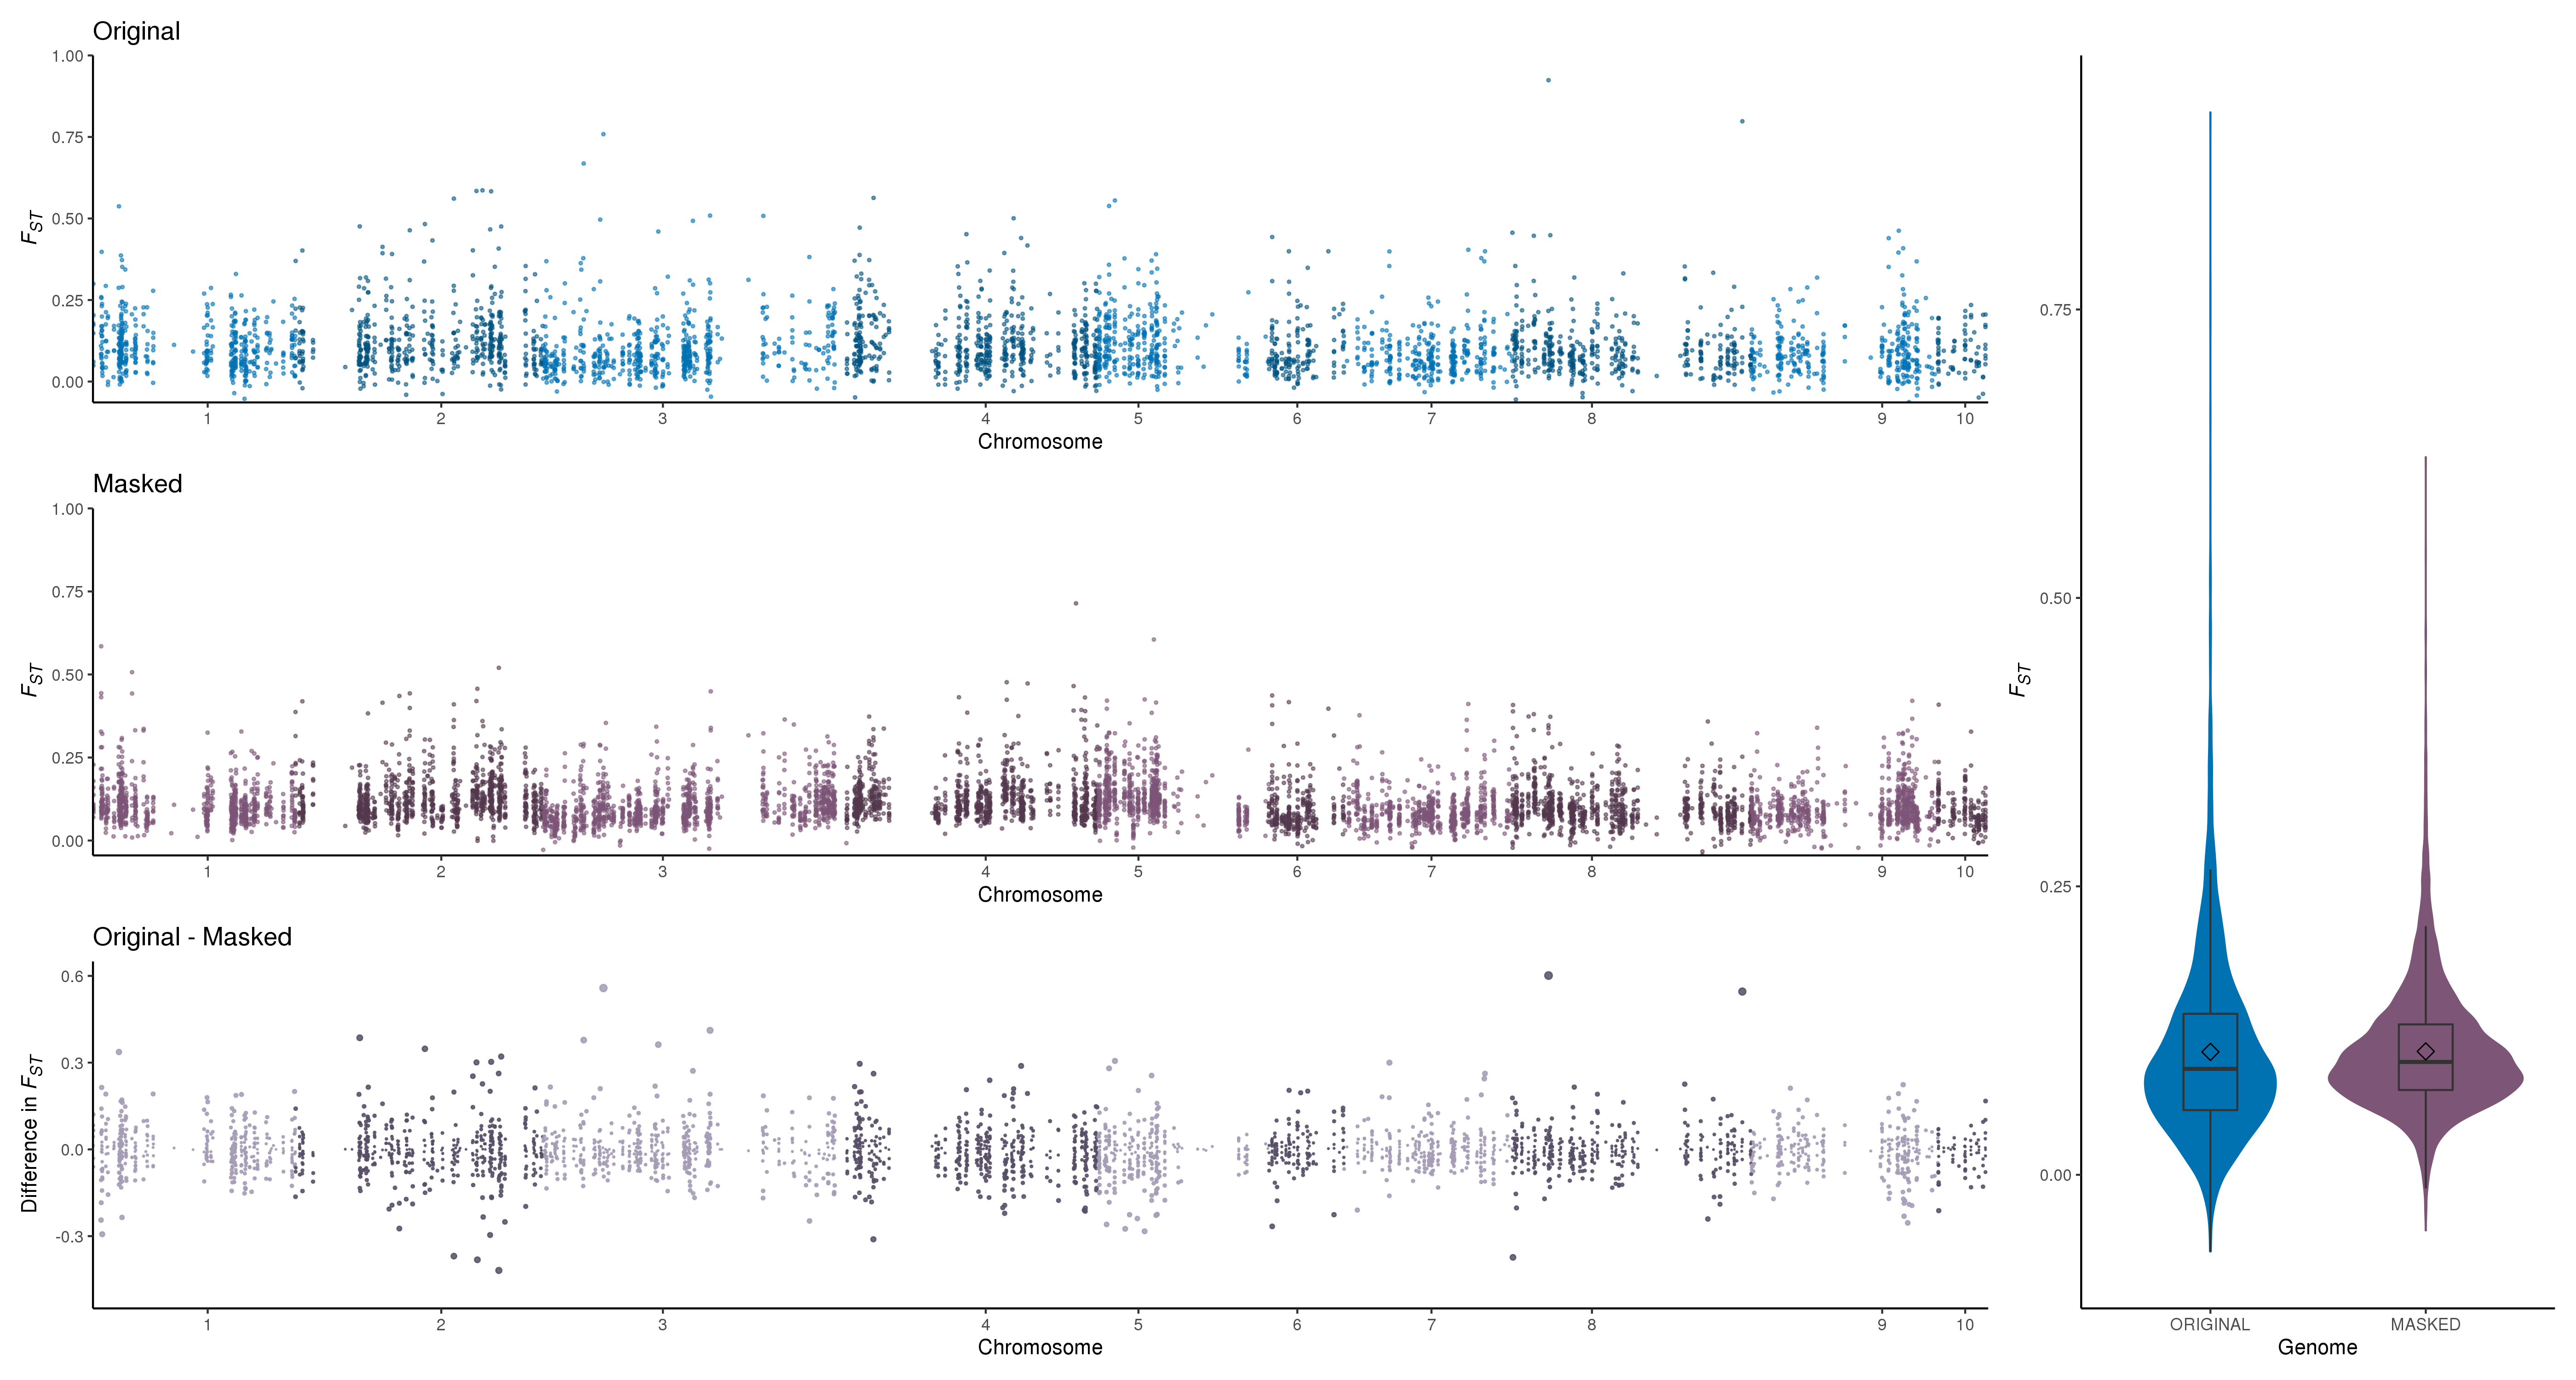 Original
1.00
0.75
0.50
0.25
0.00
FST
1 2 3 4 5 6 7 8 9 10
Chromosome
Masked
1.00
0.75
0.50
0.25
0.00
FST
1 2 3 4 5 6 7 8 9 10
Chromosome
Original - Masked
0.6
0.3
0.0
-0.3
Difference in FST
1 2 3 4 5 6 7 8 9 10
Chromosome
0.75
0.50
0.25
0.00
FST
ORIGINAL MASKED
Genome